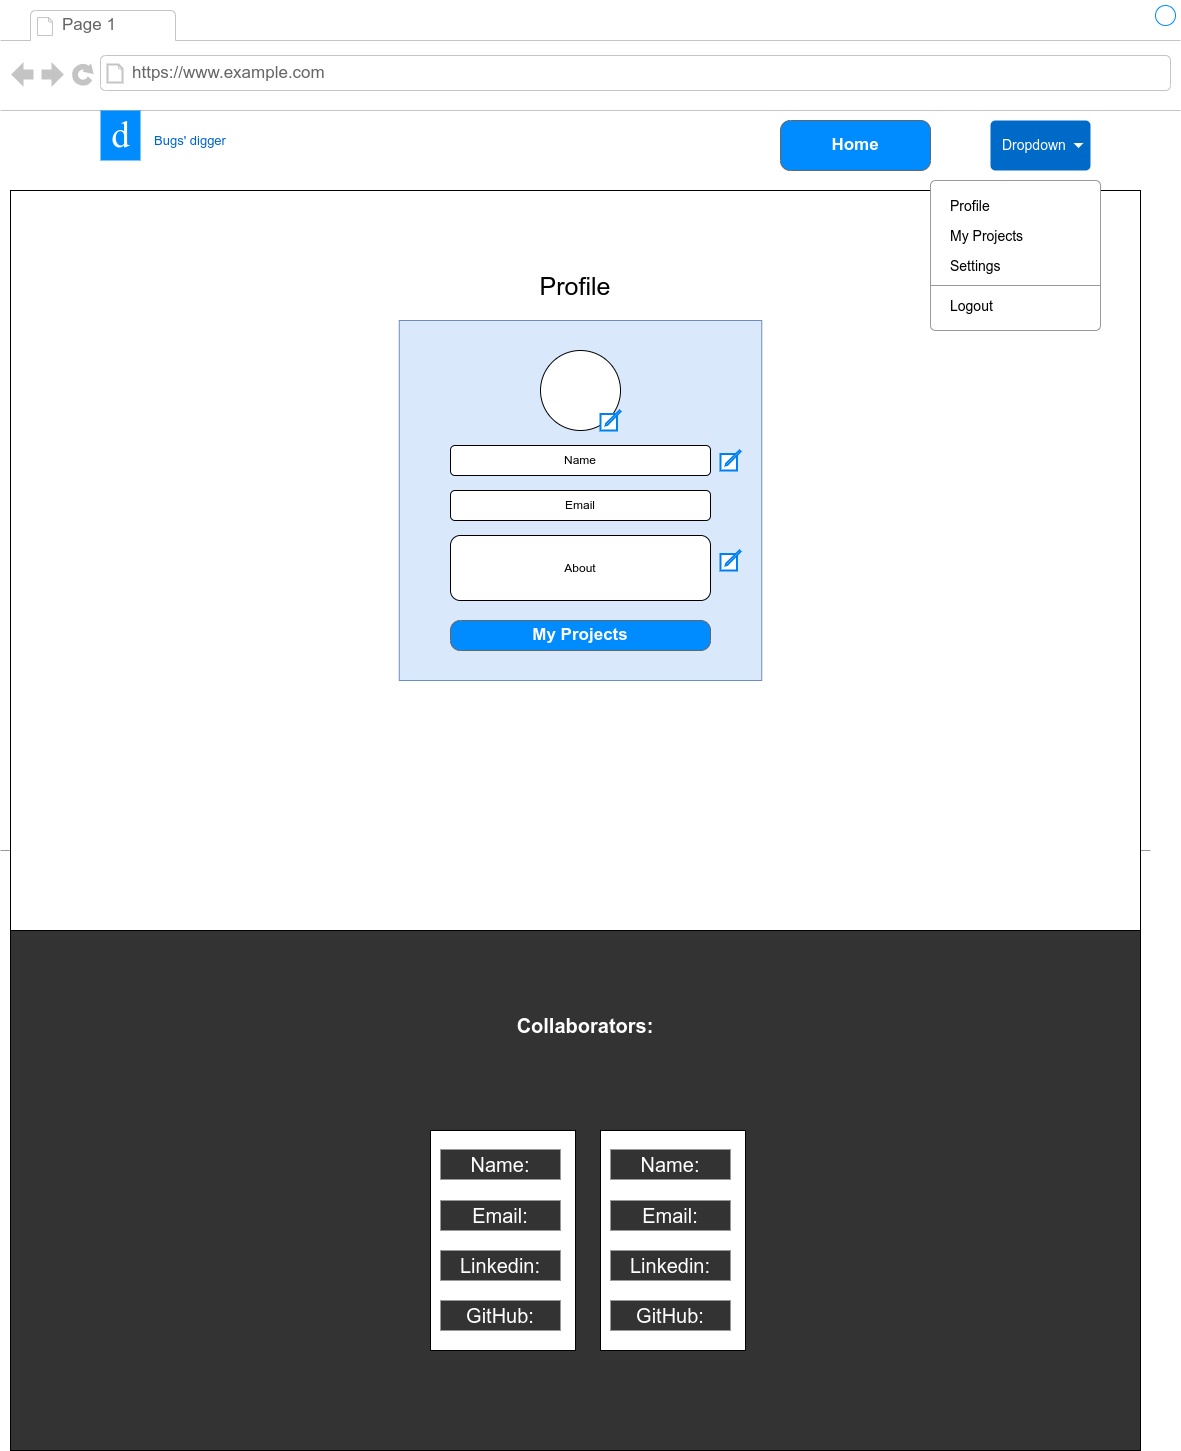 Page 1
https://www.example.com
d
Bugs' digger
Home
Dropdown
Profile
My Projects
Settings
Logout
Profile
Name
Email
About
My Projects
Collaborators:
Name:
Email:
Linkedin:
GitHub:
Name:
Email:
Linkedin:
GitHub: